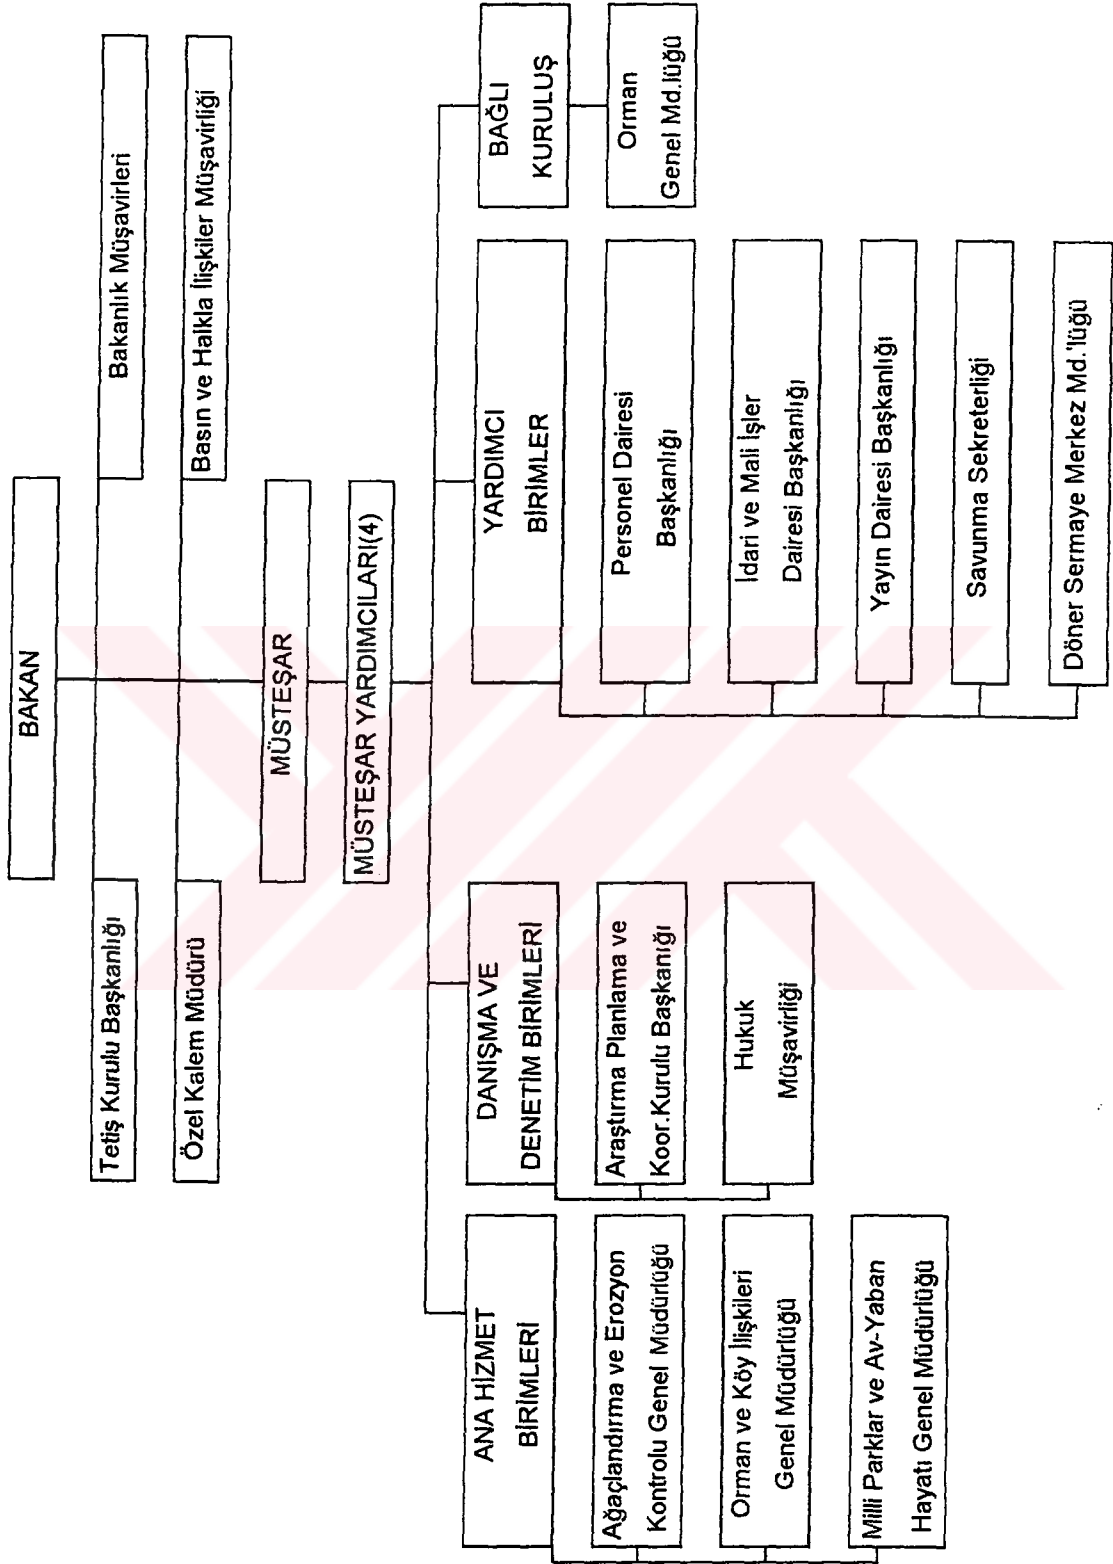 BAKAN
Tetiş Kurulu Başkanlığı
Bakanlık Müşavirleri
Özel Kalem Müdürü
Basın ve Halkla İlişkiler Müşavirliği
MÜSTEŞAR
MÜSTEŞAR YARDIMCILARI(4)
ANA HİZMET
BİRİMLERİ
Ağaçlandırma ve Erozyon
Kontrolu Genel Müdürlüğü
Orman ve Köy İlişkileri
Genel Müdürlüğü
Milli Parklar ve Av-Yaban
Hayatı Genel Müdürlüğü
DANIŞMA VE
DENETİM BİRİMLERİ
Araştırma Planlama ve
Koor.Kurulu Başkanığı
Hukuk
Müşavirliği
YARDIMCI
BİRİMLER
Personel Dairesi
Başkanlığı
İdari ve Mali İşler
Dairesi Başkanlığı
Yayın Dairesi Başkanlığı
Savunma Sekreterliği
Döner Sermaye Merkez Md.'lüğü
BAĞLI
KURULUŞ
Orman
Genel Md.lüğü